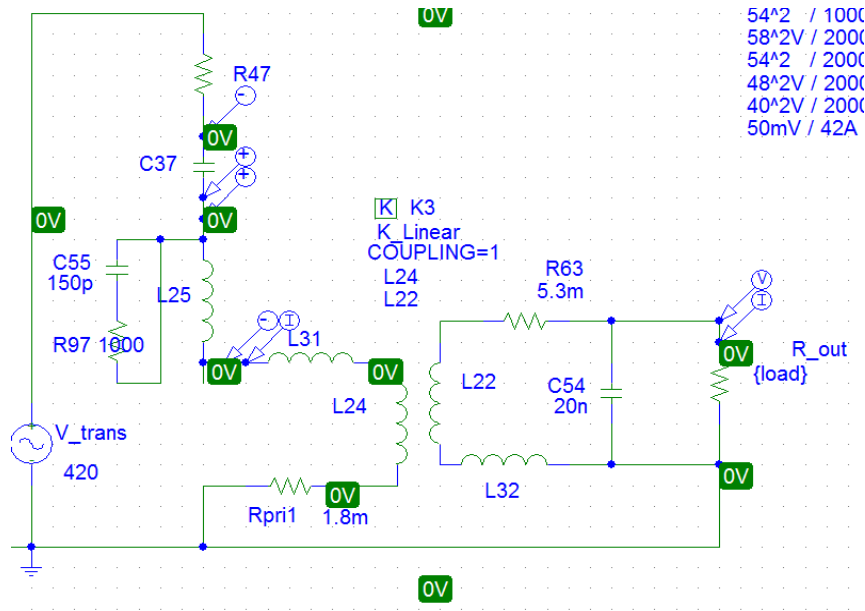 0V
54^2 / 1000
58^2V / 2000
54^2 / 2000
48^2V / 2000
40^2V / 2000
50mV / 42A
R47
-
0V
C37
+
+
0V
0V
K K3
K_Linear
COUPLING=1
L24
L22
C55
150p
L25
R63
5.3m
V
I
- I
R97 1000
L31
0V
0V
0V
R_out
{load}
L24
L22
C54
20n
V_trans
420
L32
0V
Rpri1
0V
1.8m
0V